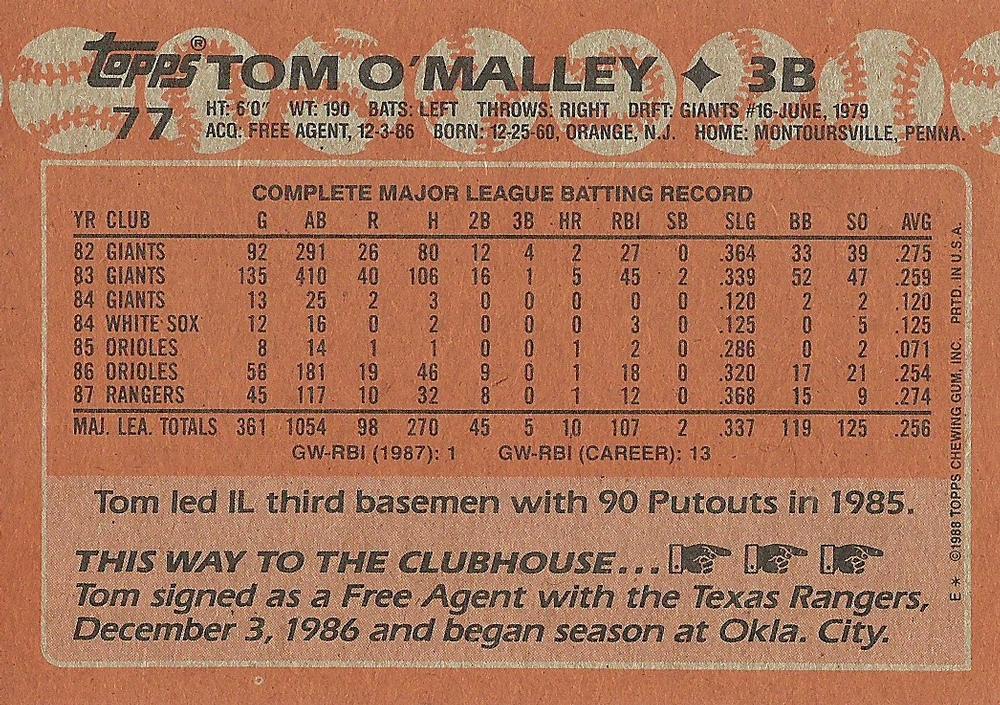 topps® TOM O'MALLEY ✦ 3B
77
HT: 6'0" WT: 190 BATS: LEFT THROWS: RIGHT DRFT: GIANTS #16-JUNE, 1979
ACQ: FREE AGENT, 12-3-86 BORN: 12-25-60, ORANGE, N.J. HOME: MONTOURSVILLE, PENNA.
COMPLETE MAJOR LEAGUE BATTING RECORD
YR CLUB G AB R H 2B 3B HR RBI SB SLG BB SO AVG
82 GIANTS 92 291 26 80 12 4 2 27 0 .364 33 39 .275
83 GIANTS 135 410 40 106 16 1 5 45 2 .339 52 47 .259
84 GIANTS 13 25 2 3 0 0 0 0 0 .120 2 2 .120
84 WHITE SOX 12 16 0 2 0 0 0 3 0 .125 0 5 .125
85 ORIOLES 8 14 1 1 0 0 1 2 0 .286 0 2 .071
86 ORIOLES 56 181 19 46 9 0 1 18 0 .320 17 21 .254
87 RANGERS 45 117 10 32 8 0 1 12 0 .368 15 9 .274
MAJ. LEA. TOTALS 361 1054 98 270 45 5 10 107 2 .337 119 125 .256
GW-RBI (1987): 1 GW-RBI (CAREER): 13
Tom led IL third basemen with 90 Putouts in 1985.
THIS WAY TO THE CLUBHOUSE...
Tom signed as a Free Agent with the Texas Rangers,
December 3, 1986 and began season at Okla. City.
E * ©1988 TOPPS CHEWING GUM, INC. PRTD. IN U.S.A.